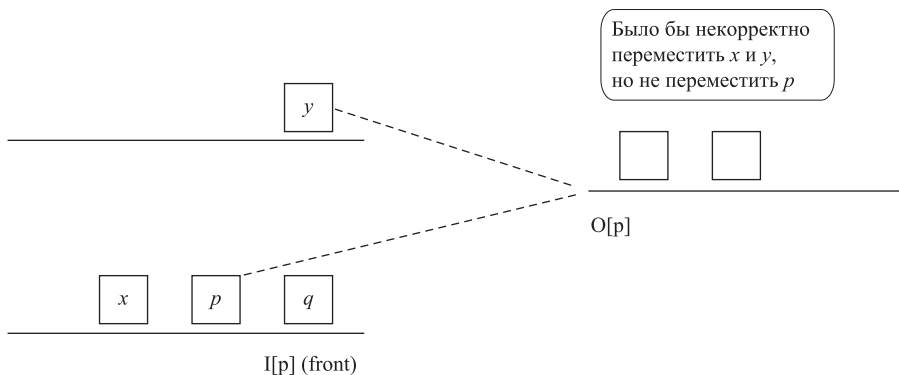 Было бы некорректно
переместить x и y,
но не переместить p
y
O[p]
x p q
I[p] (front)